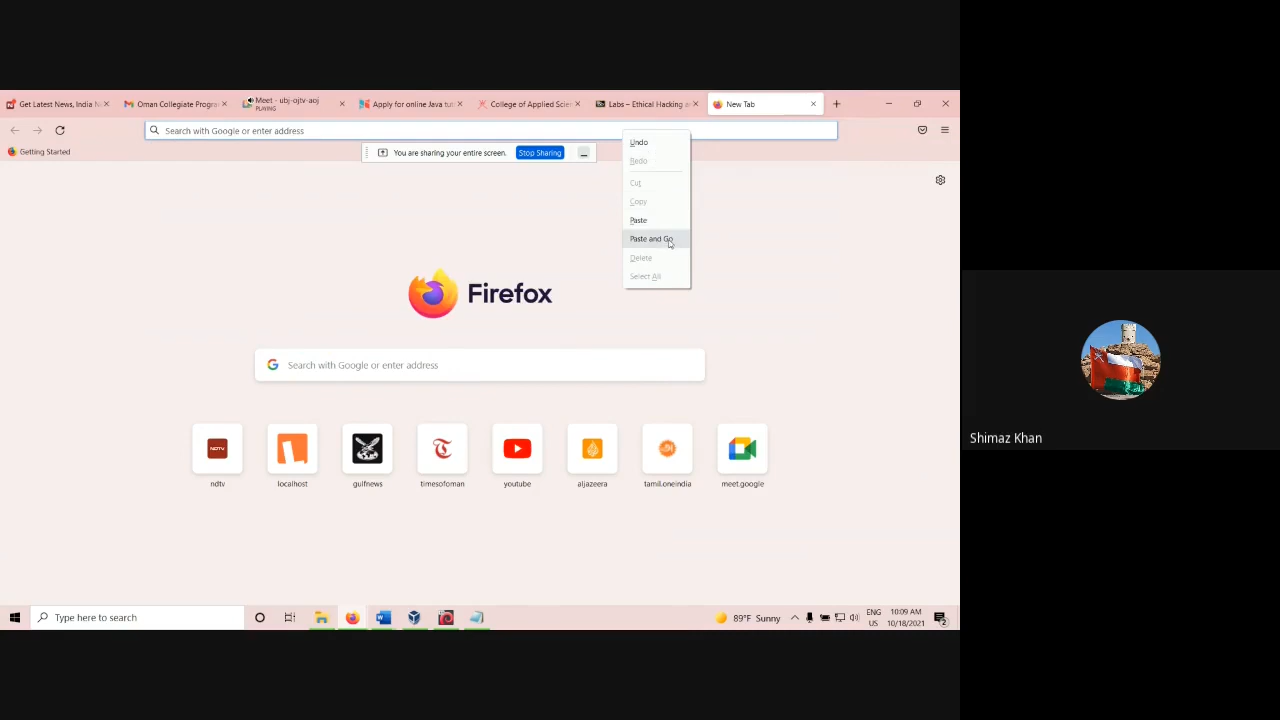 Get Latest News, India N
Oman Collegiate Progra
Meet - ubj-ojtv-aoj
PLAYING
Apply for online Java tut
College of Applied Scien
Labs – Ethical Hacking a
New Tab
Search with Google or enter address
Getting Started
You are sharing your entire screen.
Stop Sharing
Undo
Redo
Cut
Copy
Paste
Paste and Go
Delete
Select All
Firefox
Search with Google or enter address
NDTV
ndtv
localhost
gulfnews
timesofoman
youtube
aljazeera
tamil.oneindia
meet.google
Shimaz Khan
Type here to search
89°F Sunny
ENG
US
10:09 AM
10/18/2021
2